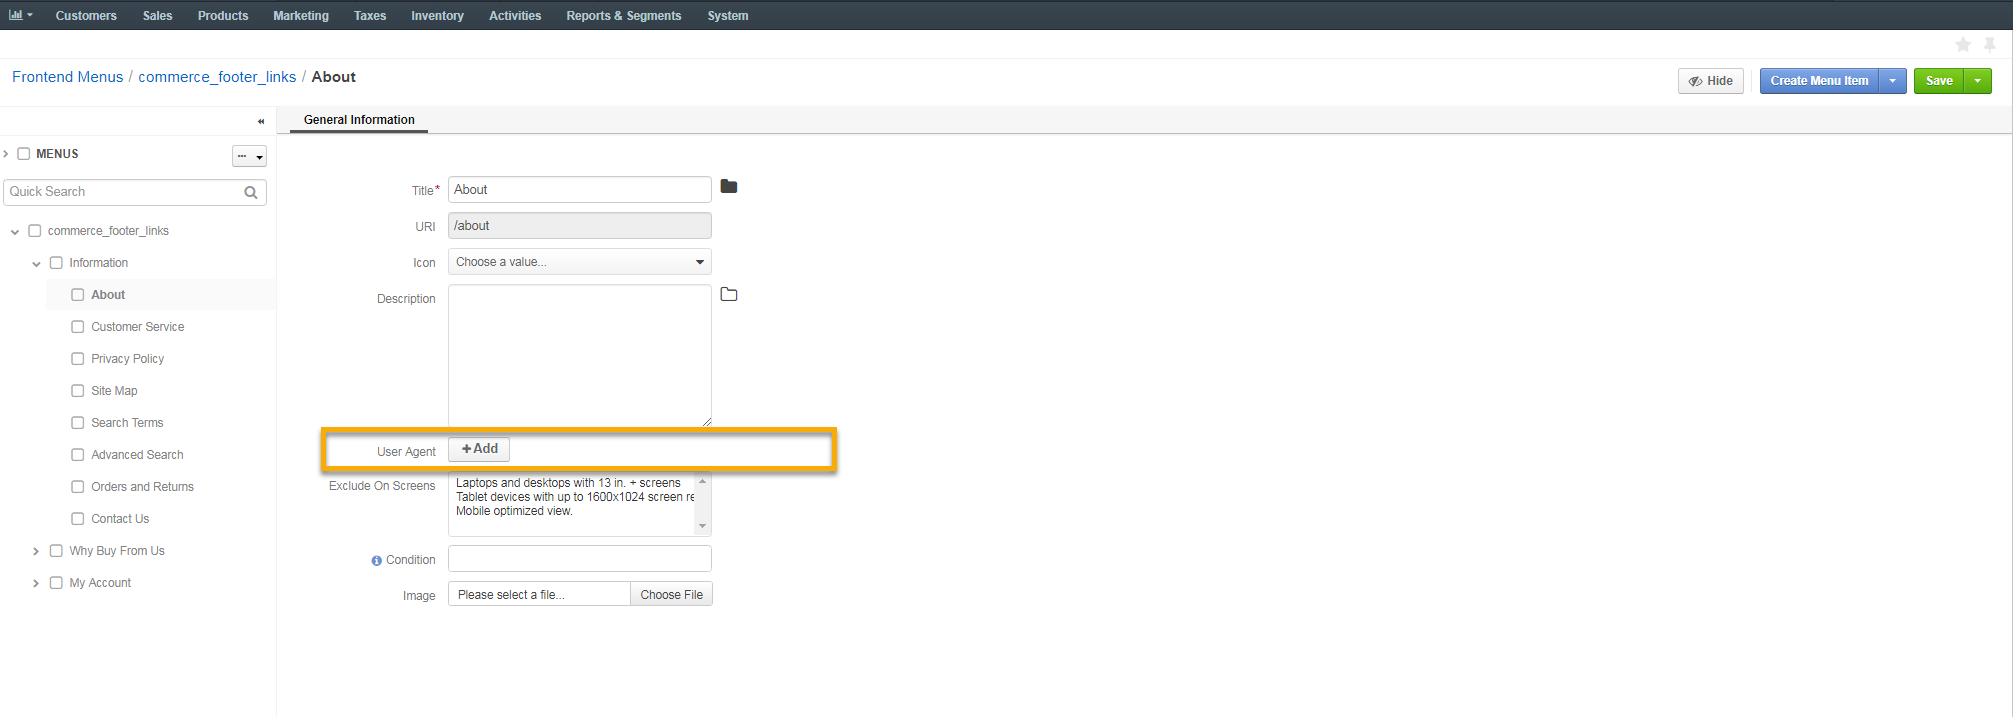 Customers Sales Products Marketing Taxes Inventory Activities Reports & Segments System
Frontend Menus / commerce_footer_links / About
Hide Create Menu Item Save
General Information
MENUS
Quick Search
commerce_footer_links
Information
About
Customer Service
Privacy Policy
Site Map
Search Terms
Advanced Search
Orders and Returns
Contact Us
Why Buy From Us
My Account
Title* About
URI /about
Icon Choose a value...
Description
User Agent +Add
Exclude On Screens Laptops and desktops with 13 in. + screens
Tablet devices with up to 1600x1024 screen re
Mobile optimized view.
Condition
Image Please select a file... Choose File